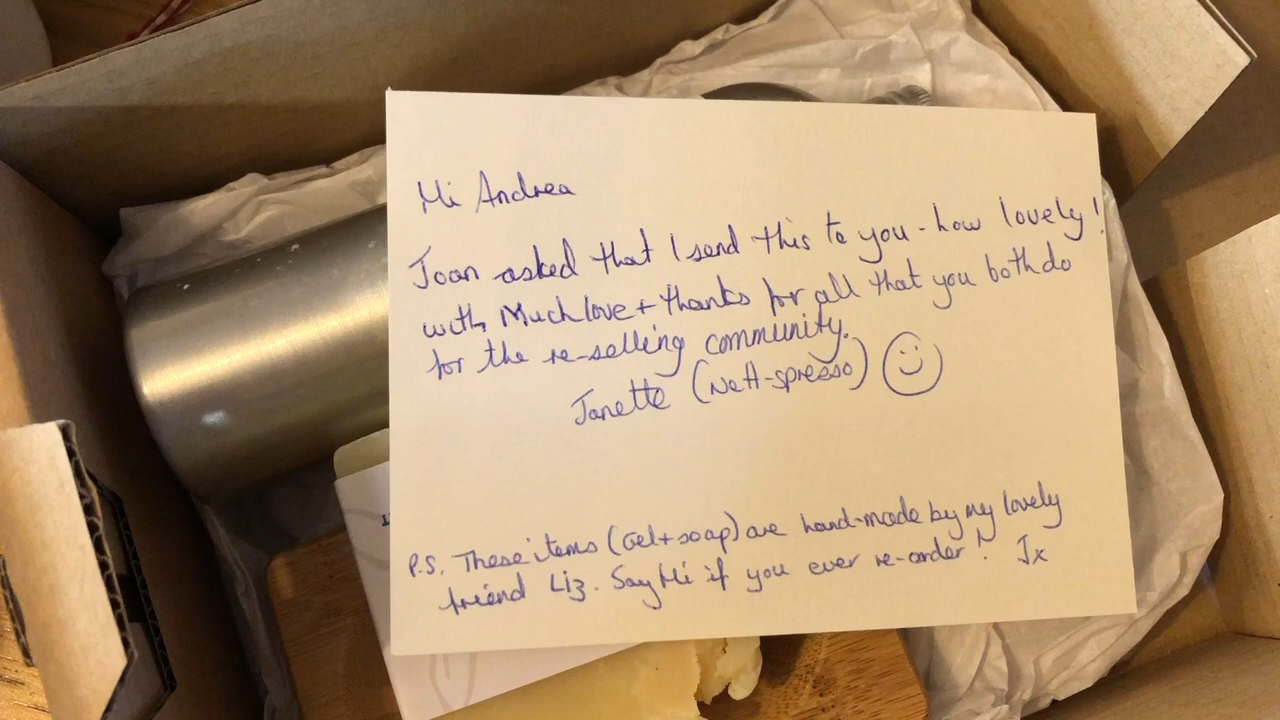 Hi Andrea
Joan asked that I send this to you - how lovely!
with Much love + thanks for all that you both do
for the re-selling community.
Janette (Nett-spresso) ☺
P.S. These items (Gel + soap) are hand-made by my lovely
friend Liz. Say Hi if you ever re-order! Jx